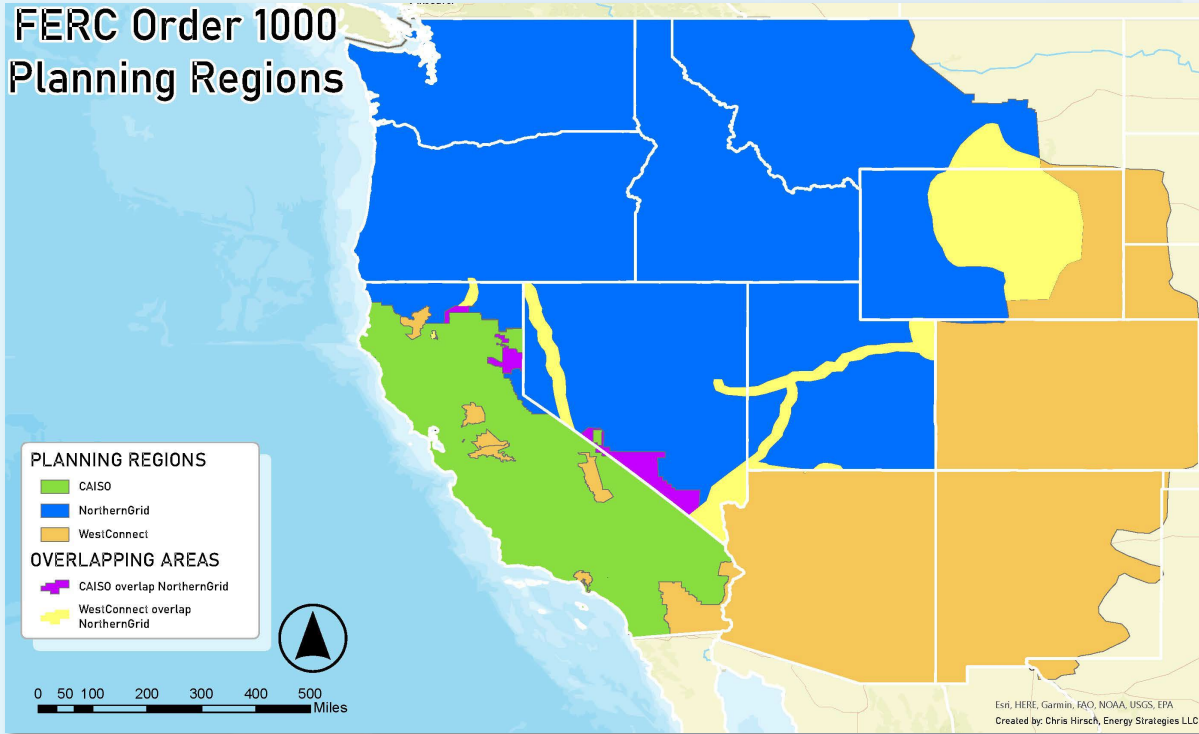 FERC Order 1000
Planning Regions
PLANNING REGIONS
CAISO
NorthernGrid
WestConnect
OVERLAPPING AREAS
CAISO overlap NorthernGrid
WestConnect overlap
NorthernGrid
0 50 100 200 300 400 500
Miles
Esri, HERE, Garmin, FAO, NOAA, USGS, EPA
Created by: Chris Hirsch, Energy Strategies LLC